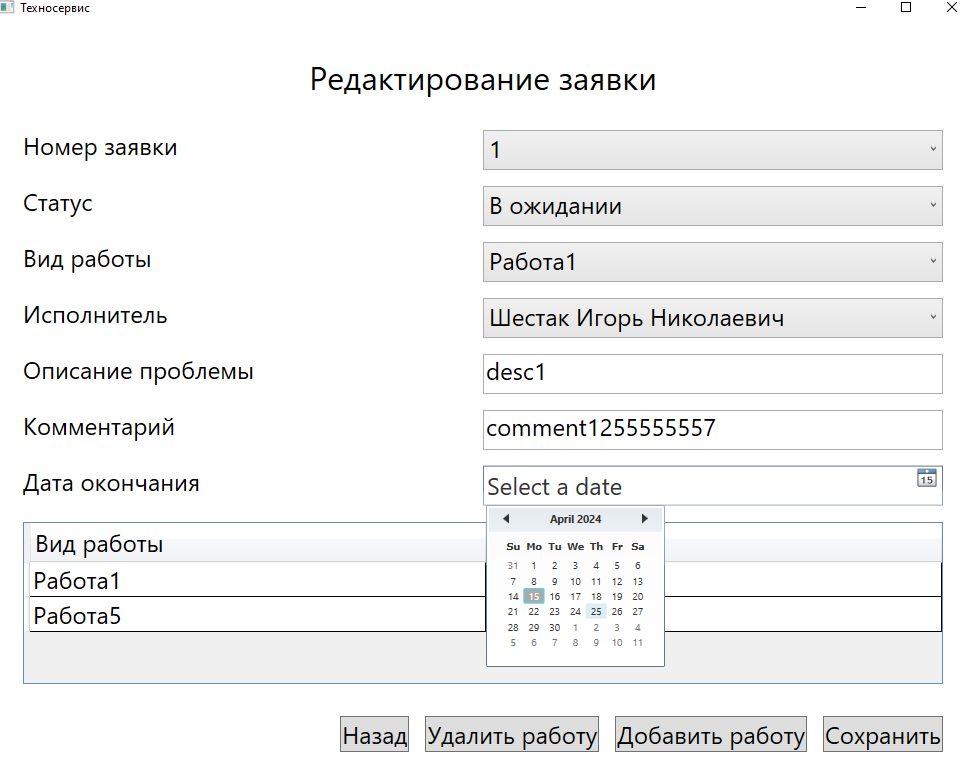 Техносервис
Редактирование заявки
Номер заявки
1
Статус
В ожидании
Вид работы
Работа1
Исполнитель
Шестак Игорь Николаевич
Описание проблемы
desc1
Комментарий
comment1255555557
Дата окончания
Select a date
15
April 2024
Su Mo Tu We Th Fr Sa
31 1 2 3 4 5 6
7 8 9 10 11 12 13
14 15 16 17 18 19 20
21 22 23 24 25 26 27
28 29 30 1 2 3 4
5 6 7 8 9 10 11
Вид работы
Работа1
Работа5
Назад
Удалить работу
Добавить работу
Сохранить